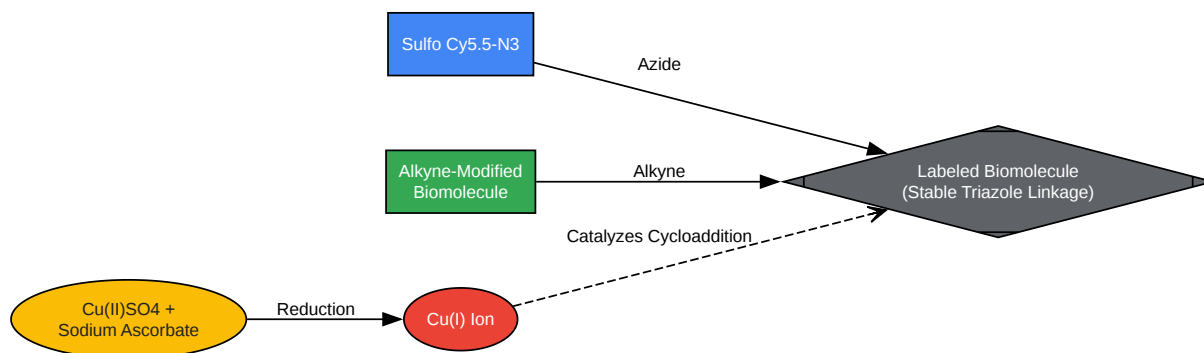 Sulfo Cy5.5-N3
Azide
Alkyne-Modified
Biomolecule
Alkyne
Labeled Biomolecule
(Stable Triazole Linkage)
Catalyzes Cycloaddition
Cu(II)SO4 +
Sodium Ascorbate
Reduction
Cu(I) Ion